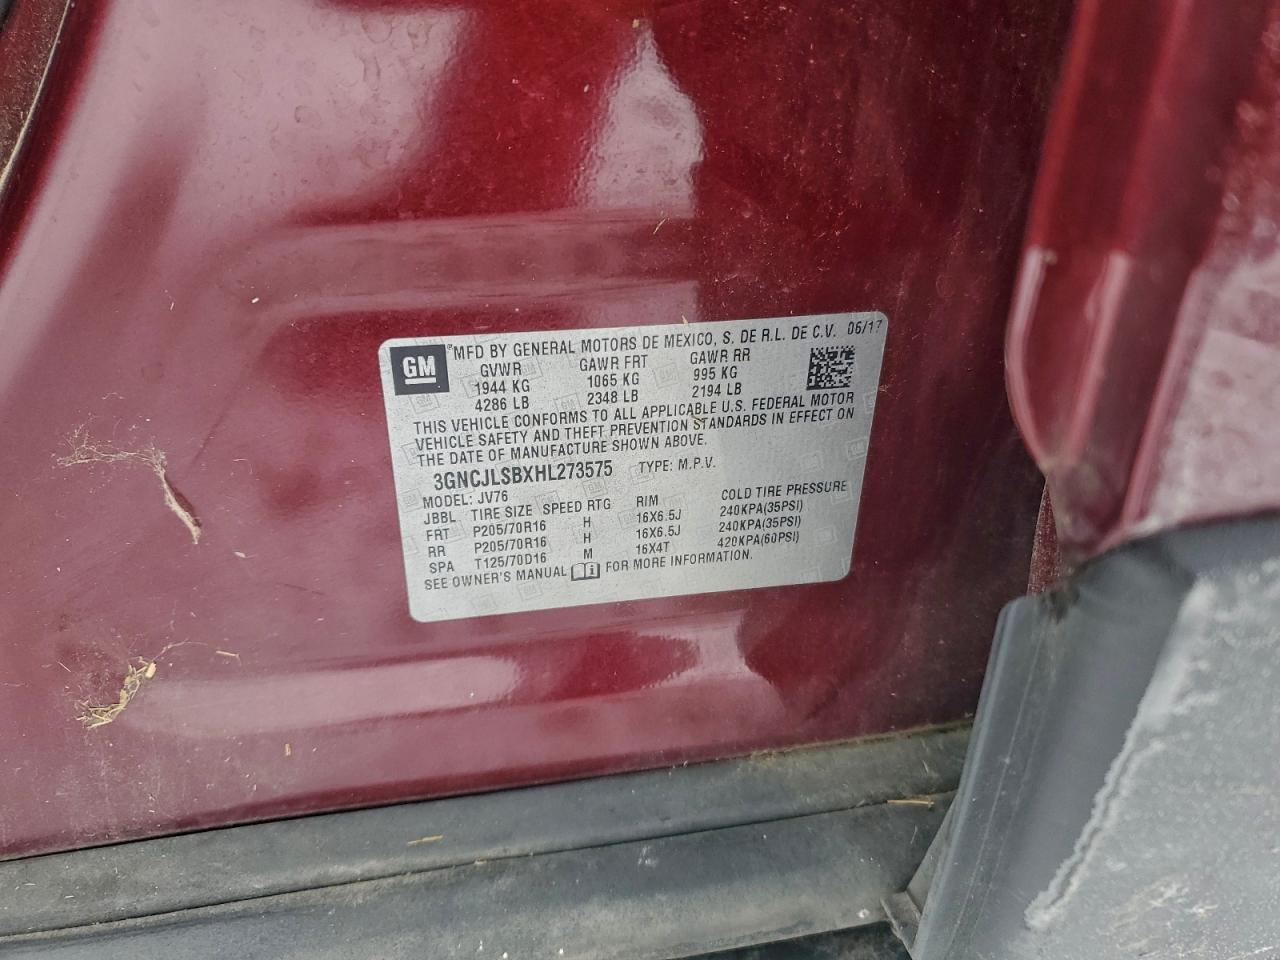 GM
MFD BY GENERAL MOTORS DE MEXICO, S. DE R.L. DE C.V. 06/17
GVWR GAWR FRT GAWR RR
1944 KG 1065 KG 995 KG
4286 LB 2348 LB 2194 LB
THIS VEHICLE CONFORMS TO ALL APPLICABLE U.S. FEDERAL MOTOR
VEHICLE SAFETY AND THEFT PREVENTION STANDARDS IN EFFECT ON
THE DATE OF MANUFACTURE SHOWN ABOVE.
3GNCJLSBXHL273575 TYPE: M.P.V.
MODEL: JV76
JBBL TIRE SIZE SPEED RTG RIM COLD TIRE PRESSURE
FRT P205/70R16 H 16X6.5J 240KPA(35PSI)
RR P205/70R16 H 16X6.5J 240KPA(35PSI)
SPA T125/70D16 M 16X4T 420KPA(60PSI)
SEE OWNER'S MANUAL FOR MORE INFORMATION.